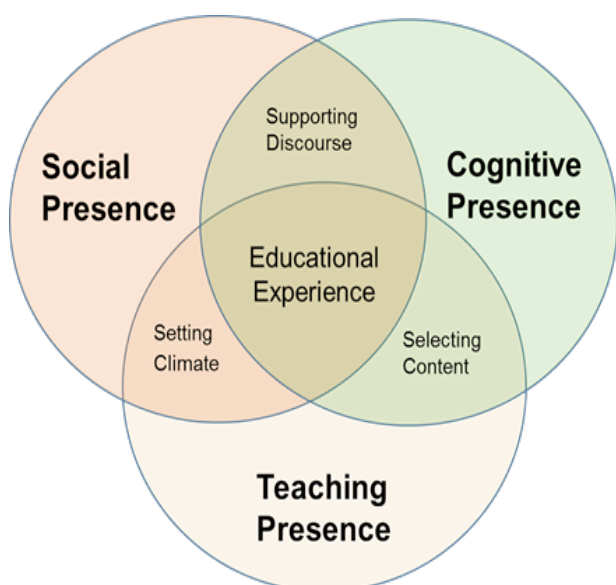 Supporting
Discourse
Social
Presence
Cognitive
Presence
Educational
Experience
Setting
Climate
Selecting
Content
Teaching
Presence